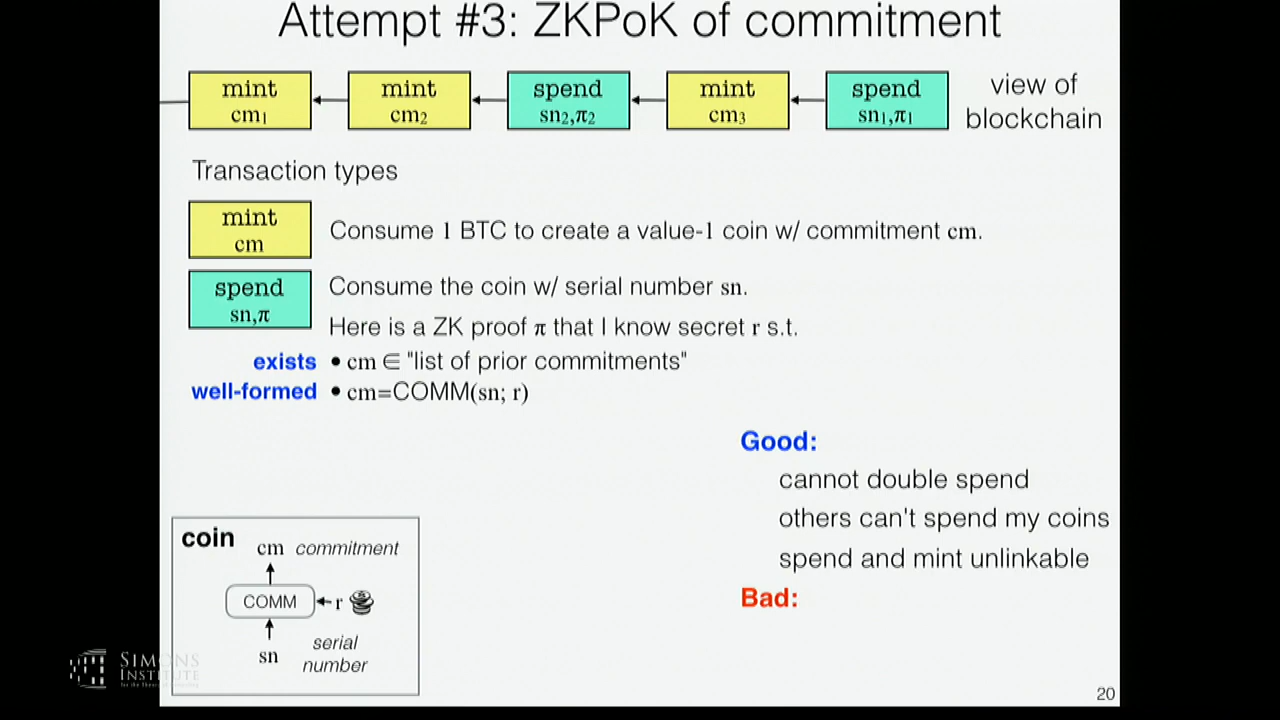 Attempt #3: ZKPoK of commitment
mint
cm₁
mint
cm₂
spend
sn₂,π₂
mint
cm₃
spend
sn₁,π₁
view of
blockchain
Transaction types
mint
cm
Consume 1 BTC to create a value-1 coin w/ commitment cm.
spend
sn,π
Consume the coin w/ serial number sn.
Here is a ZK proof π that I know secret r s.t.
exists • cm ∈ "list of prior commitments"
well-formed • cm=COMM(sn; r)
Good:
cannot double spend
others can't spend my coins
spend and mint unlinkable
Bad:
coin
cm commitment
COMM
r
sn
serial
number
SIMONS
INSTITUTE
20